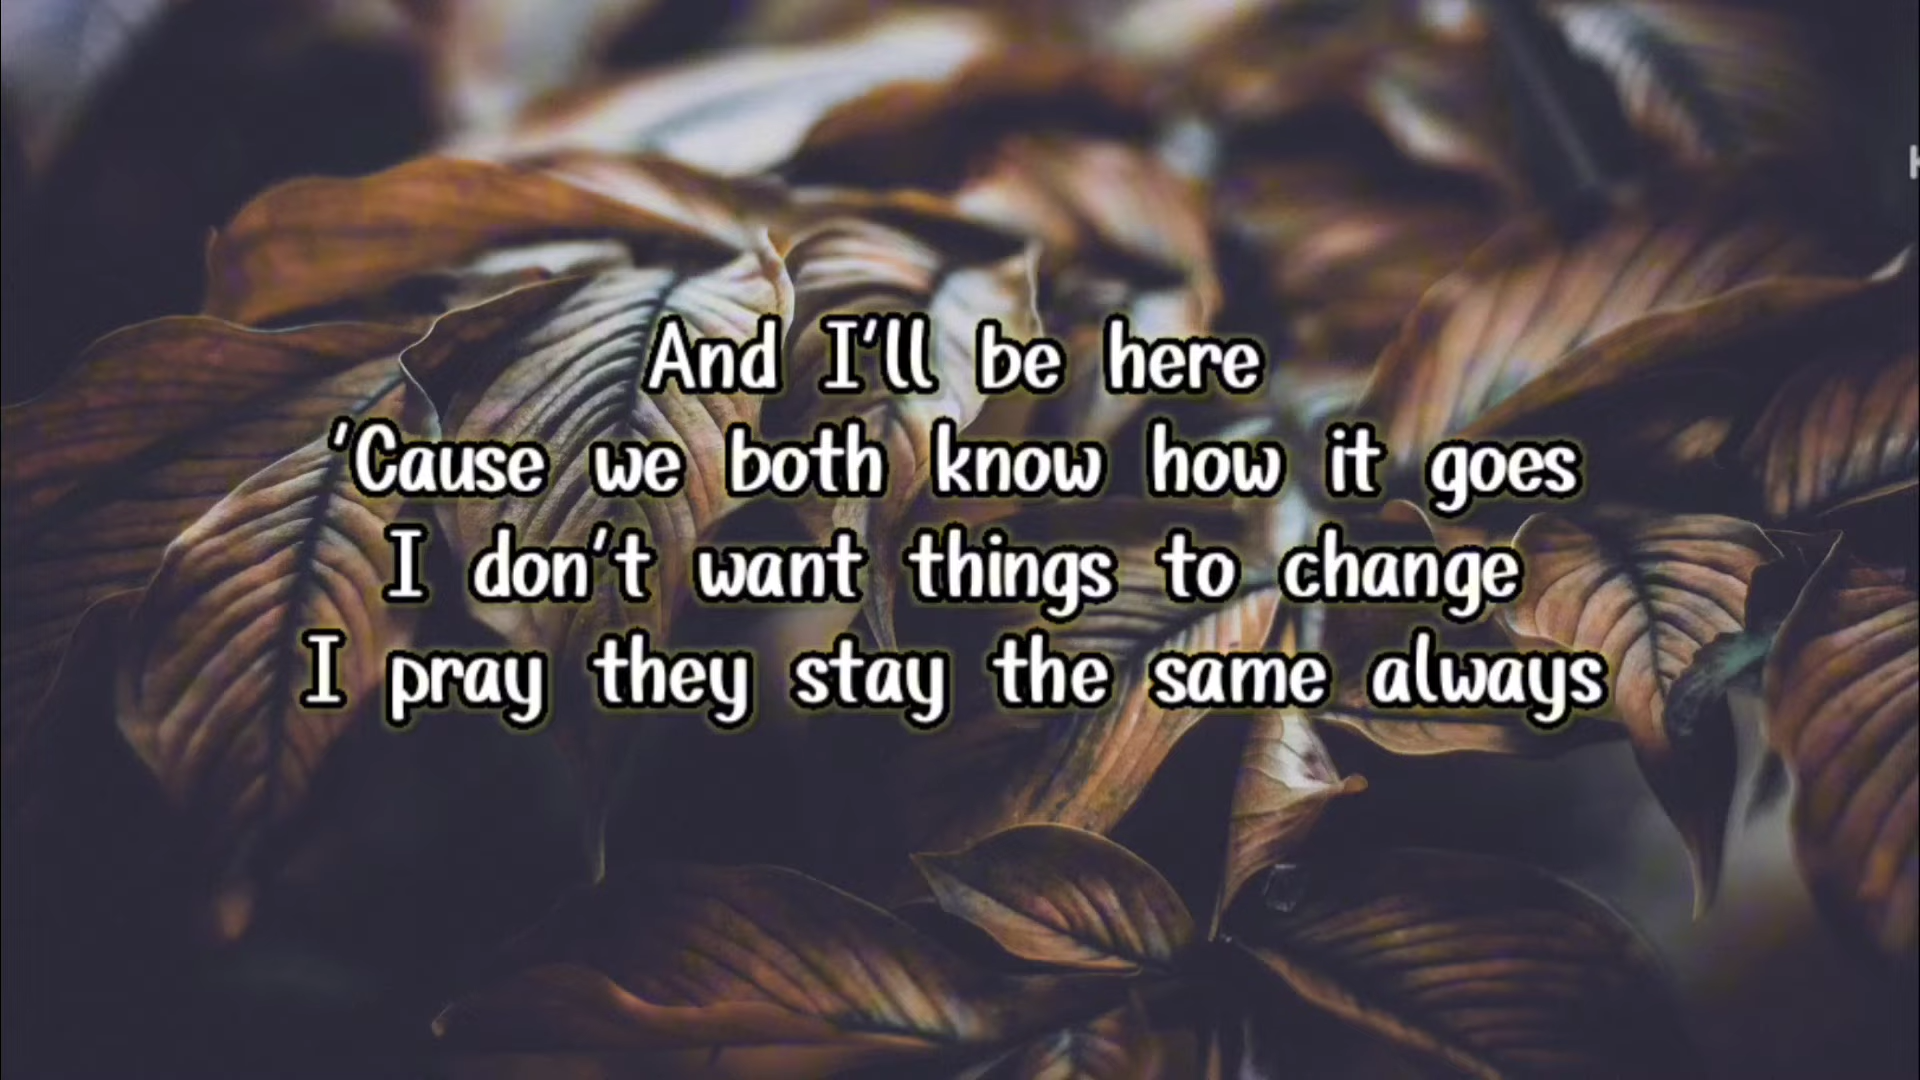 And I'll be here
'Cause we both know how it goes
I don't want things to change
I pray they stay the same always